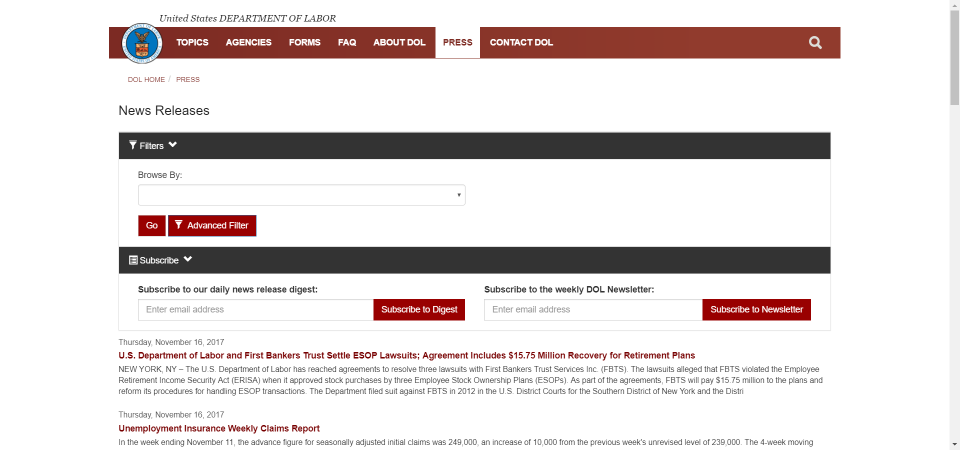 United States DEPARTMENT OF LABOR
TOPICS AGENCIES FORMS FAQ ABOUT DOL PRESS CONTACT DOL
DOL HOME / PRESS
News Releases
Filters
Browse By:
Go Advanced Filter
Subscribe
Subscribe to our daily news release digest: Subscribe to the weekly DOL Newsletter:
Enter email address Subscribe to Digest Enter email address Subscribe to Newsletter
Thursday, November 16, 2017
U.S. Department of Labor and First Bankers Trust Settle ESOP Lawsuits; Agreement Includes $15.75 Million Recovery for Retirement Plans
NEW YORK, NY – The U.S. Department of Labor has reached agreements to resolve three lawsuits with First Bankers Trust Services Inc. (FBTS). The lawsuits alleged that FBTS violated the Employee
Retirement Income Security Act (ERISA) when it approved stock purchases by three Employee Stock Ownership Plans (ESOPs). As part of the agreements, FBTS will pay $15.75 million to the plans and
reform its procedures for handling ESOP transactions. The Department filed suit against FBTS in 2012 in the U.S. District Courts for the Southern District of New York and the Distri
Thursday, November 16, 2017
Unemployment Insurance Weekly Claims Report
In the week ending November 11, the advance figure for seasonally adjusted initial claims was 249,000, an increase of 10,000 from the previous week's unrevised level of 239,000. The 4-week moving